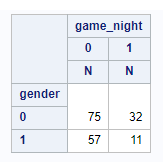 game_night
0 1
N N
gender
0 75 32
1 57 11